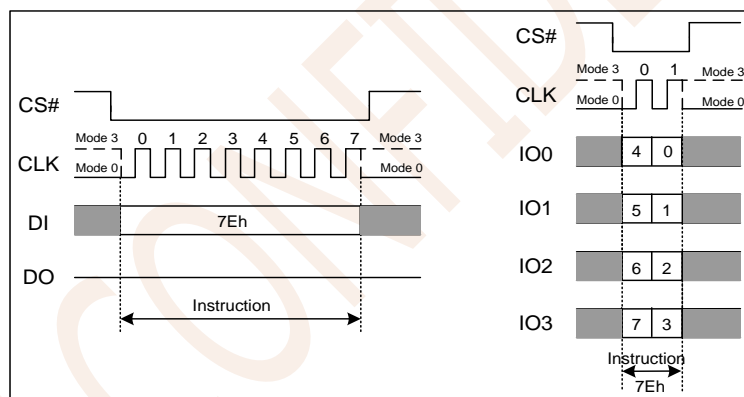 CS#
Mode 3 0 1 2 3 4 5 6 7 Mode 3
CLK
Mode 0 Mode 0
DI 7Eh
DO
Instruction
CS#
Mode 3 0 1 Mode 3
CLK
Mode 0 Mode 0
IO0 4 0
IO1 5 1
IO2 6 2
IO3 7 3
Instruction
7Eh